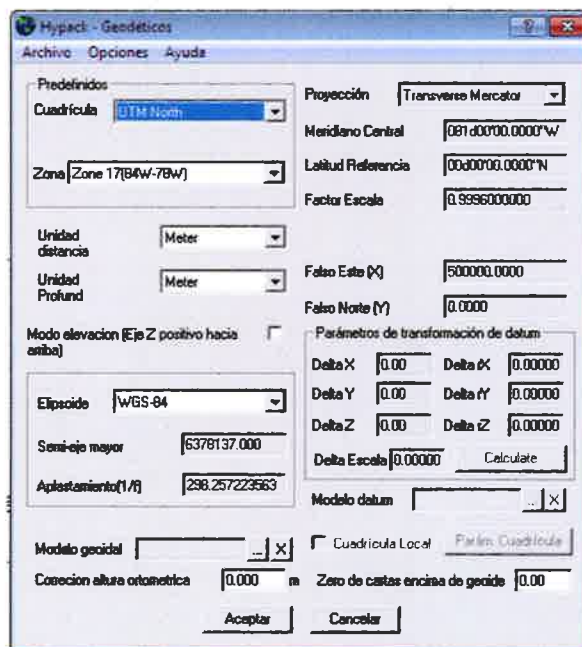 Hypack - Geodéticos
Archivo Opciones Ayuda
Predefinidos
Cuadrícula UTM North
Zona Zone 17(84W-78W)
Unidad distancia Meter
Unidad Profund Meter
Modo elevacion (Eje Z positivo hacia arriba)
Elipsoide WGS-84
Semi-eje mayor 6378137.000
Aplastamiento(1/f) 298.257223563
Modelo geoidal ... X
Correcion altura ortometrica 0.000 m
Proyección Transverse Mercator
Meridiano Central 081d00'00.0000"W
Latitud Referencia 00d00'00.0000"N
Factor Escala 0.9996000000
Falso Este (X) 500000.0000
Falso Norte (Y) 0.0000
Parámetros de transformación de datum
Delta X 0.00 Delta rX 0.00000
Delta Y 0.00 Delta rY 0.00000
Delta Z 0.00 Delta rZ 0.00000
Delta Escala 0.00000 Calculate
Modelo datum ... X
Cuadricula Local Parám. Cuadrícula
Zero de cartas encima de geoide 0.00
Aceptar Cancelar